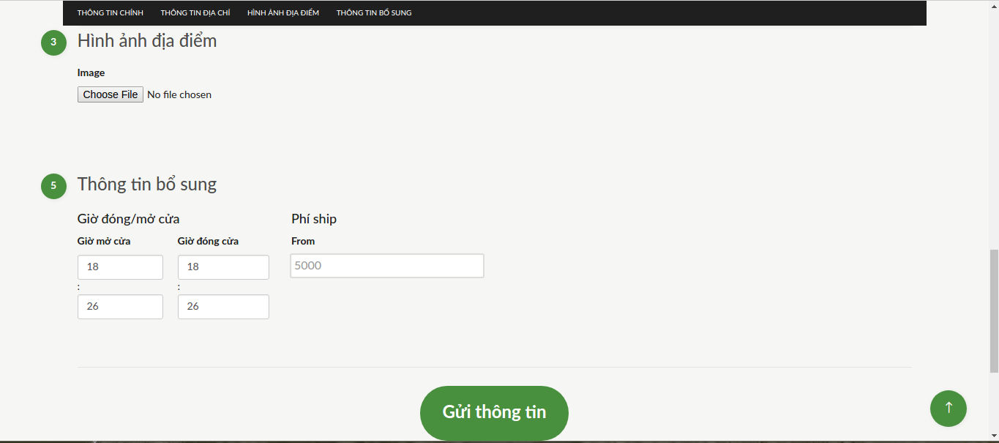 THÔNG TIN CHÍNH THÔNG TIN ĐỊA CHỈ HÌNH ẢNH ĐỊA ĐIỂM THÔNG TIN BỔ SUNG
3 Hình ảnh địa điểm
Image
Choose File No file chosen
5 Thông tin bổ sung
Giờ đóng/mở cửa Phí ship
Giờ mở cửa Giờ đóng cửa From
18 18 5000
: :
26 26
Gửi thông tin
↑